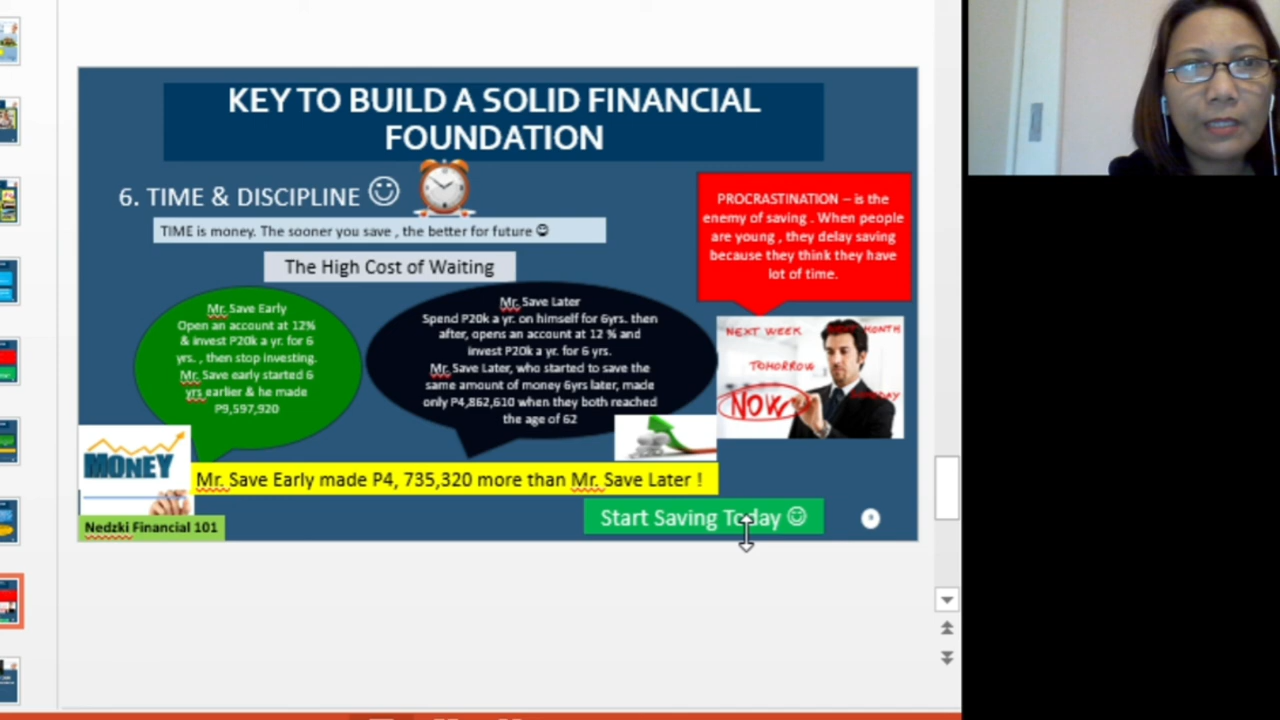 KEY TO BUILD A SOLID FINANCIAL
FOUNDATION
6. TIME & DISCIPLINE
TIME is money. The sooner you save , the better for future
The High Cost of Waiting
PROCRASTINATION – is the
enemy of saving . When people
are young , they delay saving
because they think they have
lot of time.
Mr. Save Early
Open an account at 12%
& invest P20k a yr. for 6
yrs. , then stop investing.
Mr. Save early started 6
yrs earlier & he made
P9,597,920
Mr. Save Later
Spend P20k a yr. on himself for 6yrs. then
after, opens an account at 12 % and
invest P20k a yr. for 6 yrs.
Mr. Save Later, who started to save the
same amount of money 6yrs later, made
only P4,862,610 when they both reached
the age of 62
NEXT WEEK
MONTH
TOMORROW
NOW
MONEY
Mr. Save Early made P4, 735,320 more than Mr. Save Later !
Start Saving Today
Nedzki Financial 101